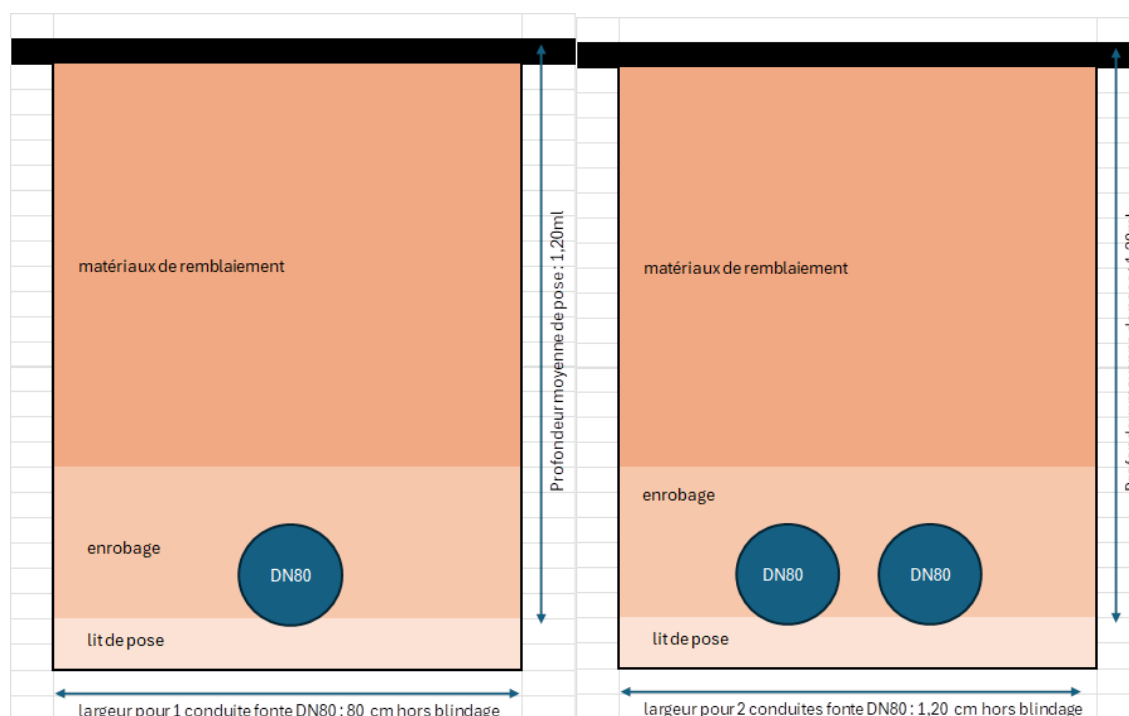 matériaux de remblaiement
enrobage
DN80
lit de pose
Profondeur moyenne de pose : 1,20ml
largeur pour 1 conduite fonte DN80 : 80 cm hors blindage
matériaux de remblaiement
enrobage
DN80
DN80
lit de pose
largeur pour 2 conduites fonte DN80 : 1,20 cm hors blindage